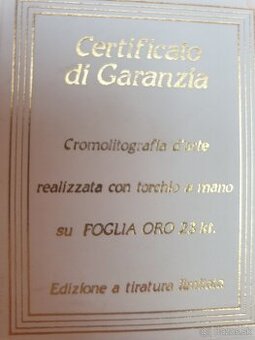 Certificato
di Garanzia
Cromolitografia d'arte
realizzata con torchio a mano
su FOGLIA ORO 23 kt.
Edizione a tiratura limitata